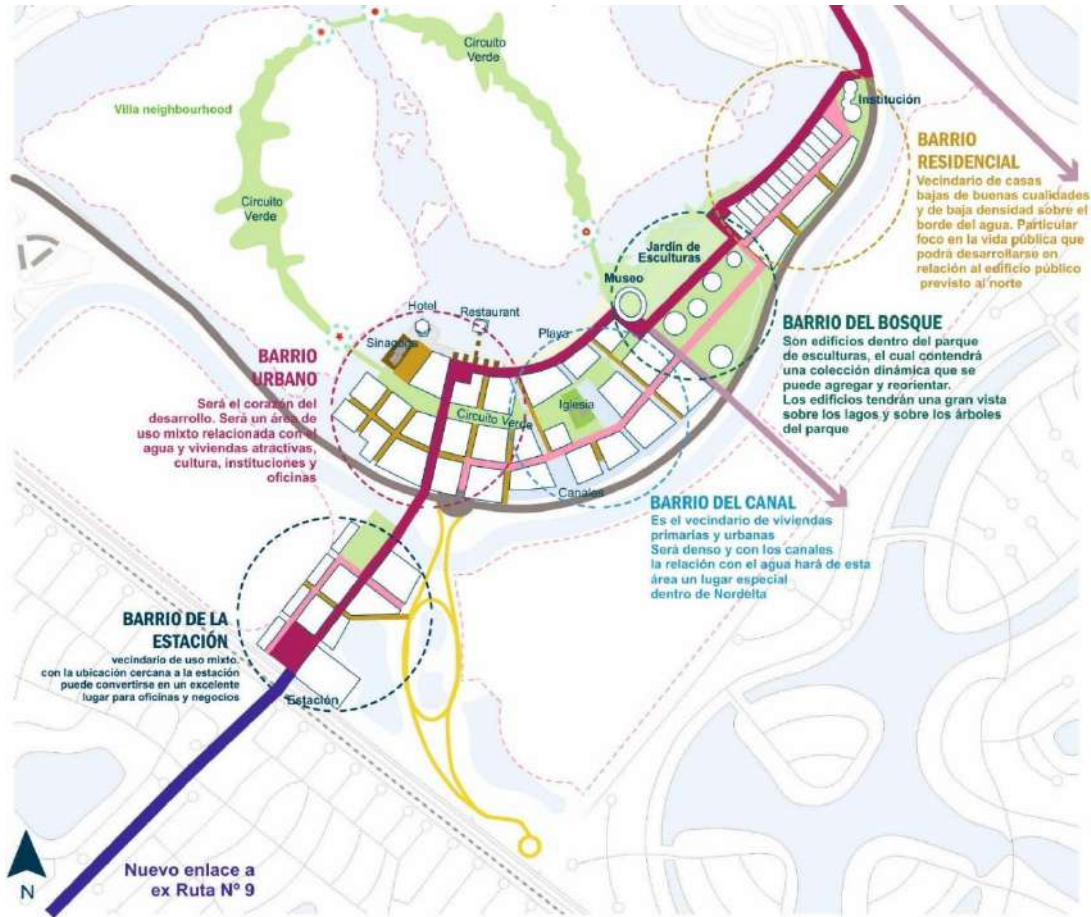 Circuito
Verde
Villa neighbourhood
Circuito
Verde
Institución
BARRIO
RESIDENCIAL
Vecindario de casas
bajas de buenas cualidades
y de baja densidad sobre el
borde del agua. Particular
foco en la vida pública que
podrá desarrollarse en
relación al edificio público
previsto al norte
Jardín de
Esculturas
Museo
Hotel
Restaurant
Playa
Sinagoga
BARRIO
URBANO
Será el corazón del
desarrollo. Será un área de
uso mixto relacionada con el
agua y viviendas atractivas,
cultura, instituciones y
oficinas
Circuito Verde
Iglesia
Canales
BARRIO DEL BOSQUE
Son edificios dentro del parque
de esculturas, el cual contendrá
una colección dinámica que se
puede agregar y reorientar.
Los edificios tendrán una gran vista
sobre los lagos y sobre los árboles
del parque
BARRIO DEL CANAL
Es el vecindario de viviendas
primarias y urbanas
Será denso y con los canales
la relación con el agua hará de esta
área un lugar especial
dentro de Nordelta
BARRIO DE LA
ESTACIÓN
vecindario de uso mixto.
con la ubicación cercana a la estación
puede convertirse en un excelente
lugar para oficinas y negocios
Estación
Nuevo enlace a
ex Ruta Nº 9
N